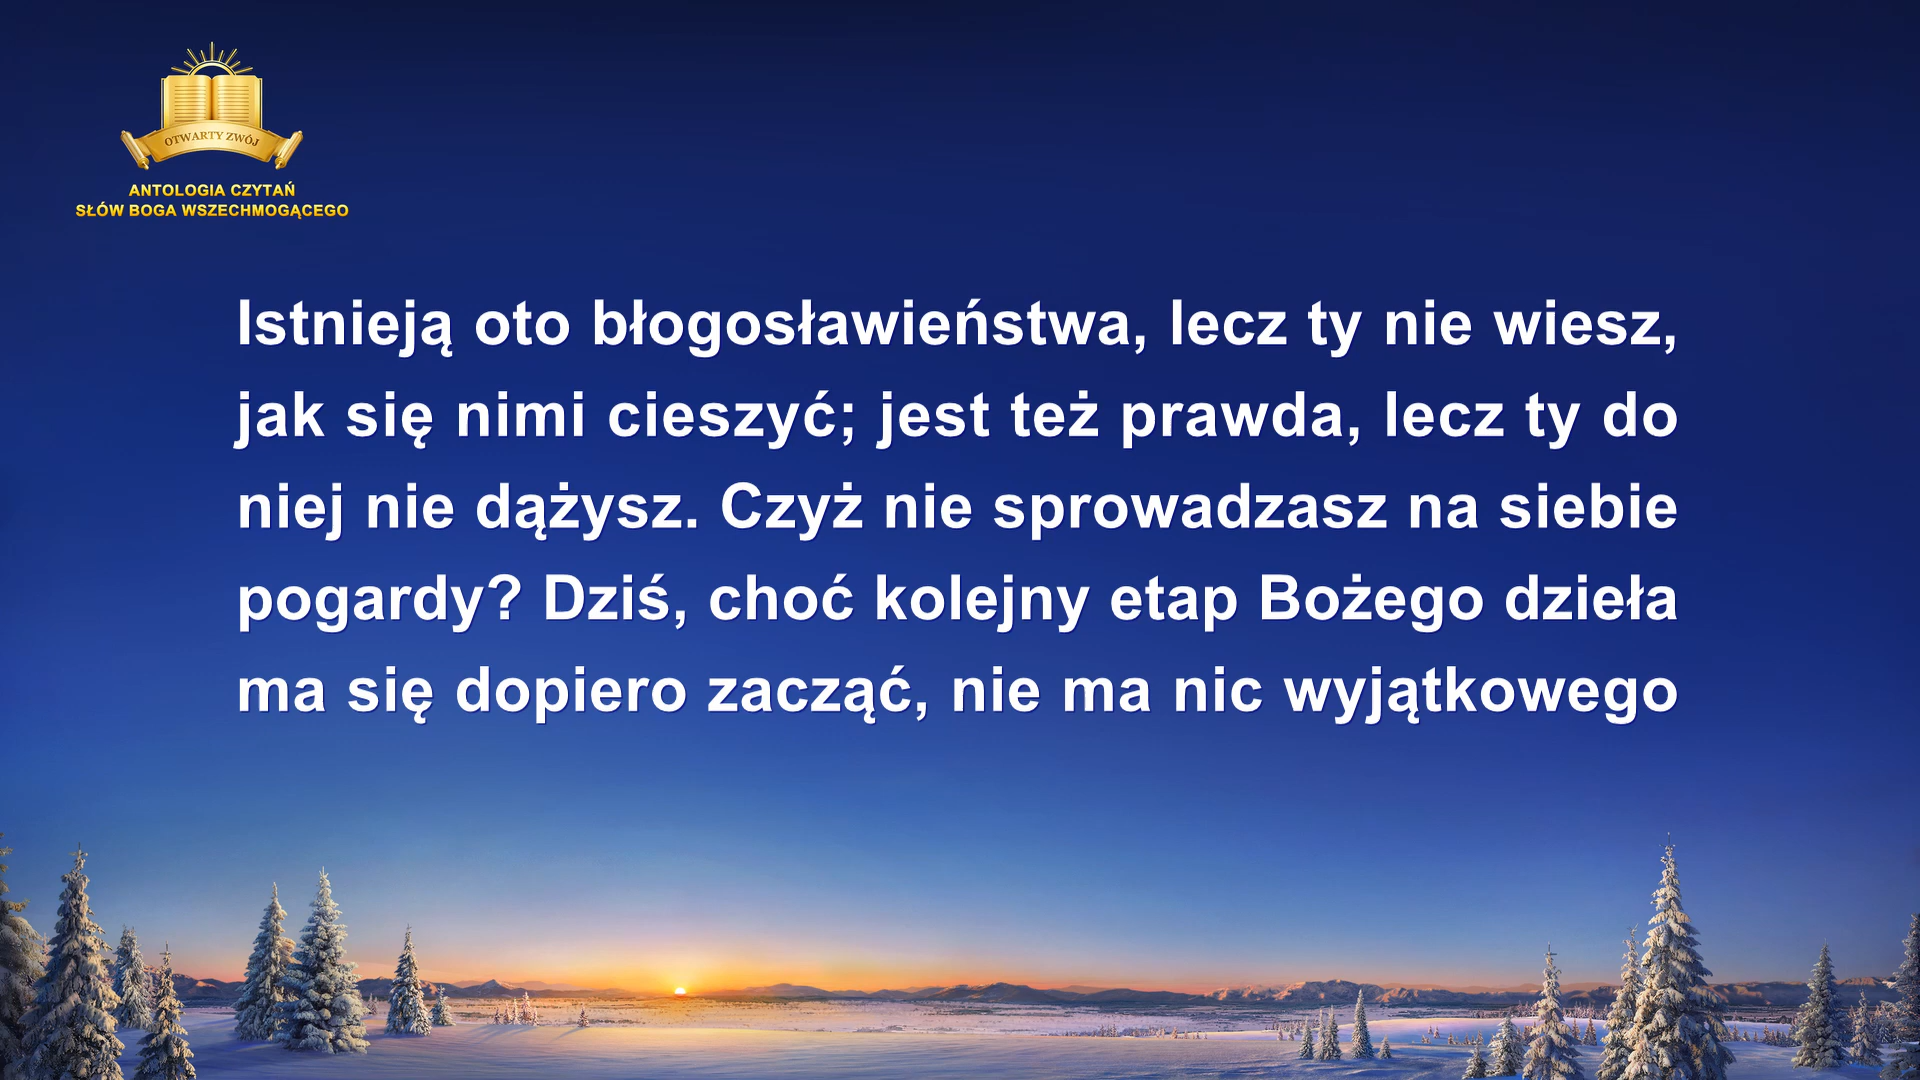 OTWARTY ZWÓJ
ANTOLOGIA CZYTAŃ
SŁÓW BOGA WSZECHMOGĄCEGO
Istnieją oto błogosławieństwa, lecz ty nie wiesz,
jak się nimi cieszyć; jest też prawda, lecz ty do
niej nie dążysz. Czyż nie sprowadzasz na siebie
pogardy? Dziś, choć kolejny etap Bożego dzieła
ma się dopiero zacząć, nie ma nic wyjątkowego